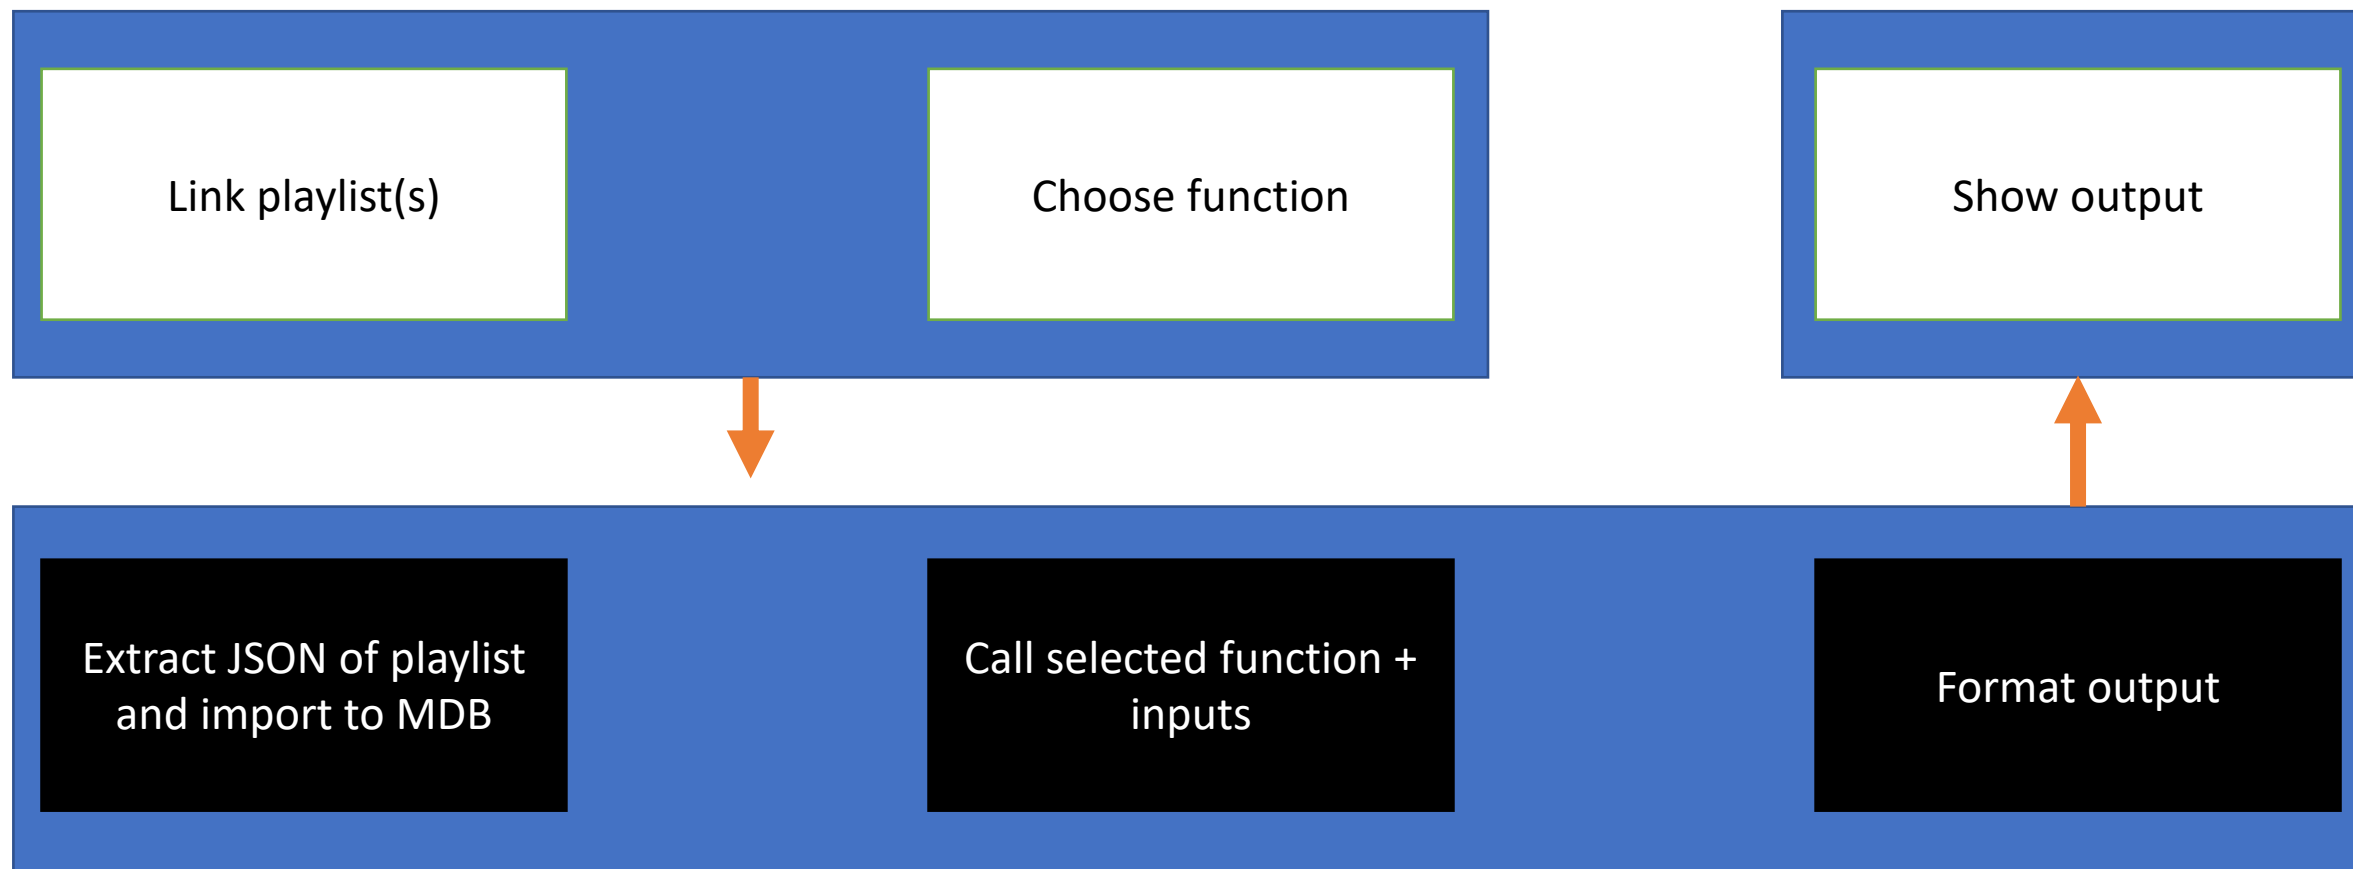 Link playlist(s)
Choose function
Show output
Extract JSON of playlist
and import to MDB
Call selected function +
inputs
Format output